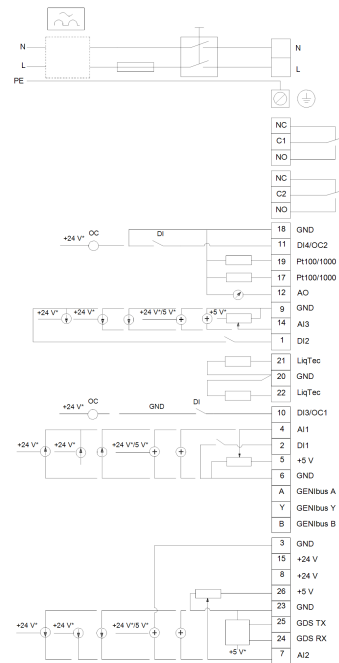 N N
L L
PE
NC
C1
NO
NC
C2
NO
18 GND
+24 V* OC DI 11 DI4/OC2
19 Pt100/1000
17 Pt100/1000
12 AO
9 GND
+24 V* +24 V* +24 V*/5 V* +5 V* 14 AI3
1 DI2
21 LiqTec
20 GND
22 LiqTec
+24 V* OC GND DI 10 DI3/OC1
4 AI1
2 DI1
+24 V* +24 V* +24 V*/5 V* 5 +5 V
6 GND
A GENIbus A
Y GENIbus Y
B GENIbus B
3 GND
15 +24 V
8 +24 V
26 +5 V
23 GND
+24 V* +24 V* +24 V*/5 V* 25 GDS TX
24 GDS RX
+5 V* 7 AI2